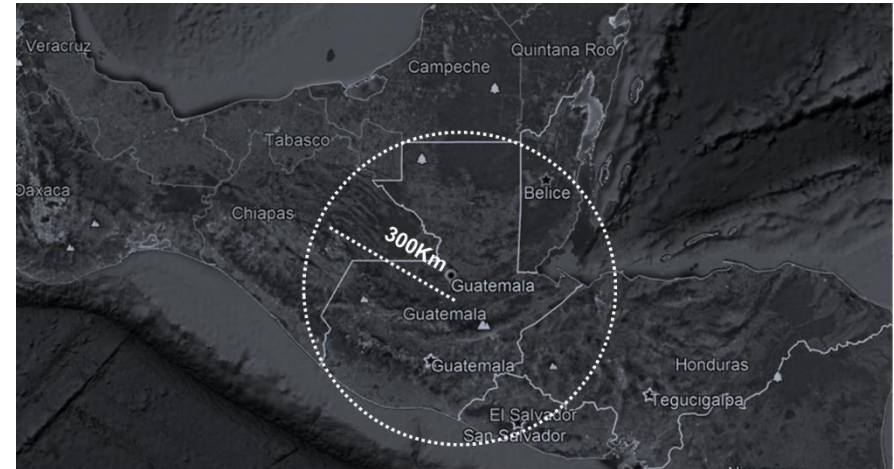 Veracruz
Quintana Roo
Campeche
Tabasco
Oaxaca
Belice
Chiapas
300Km
Guatemala
Guatemala
Guatemala
Honduras
Tegucigalpa
El Salvador
San Salvador